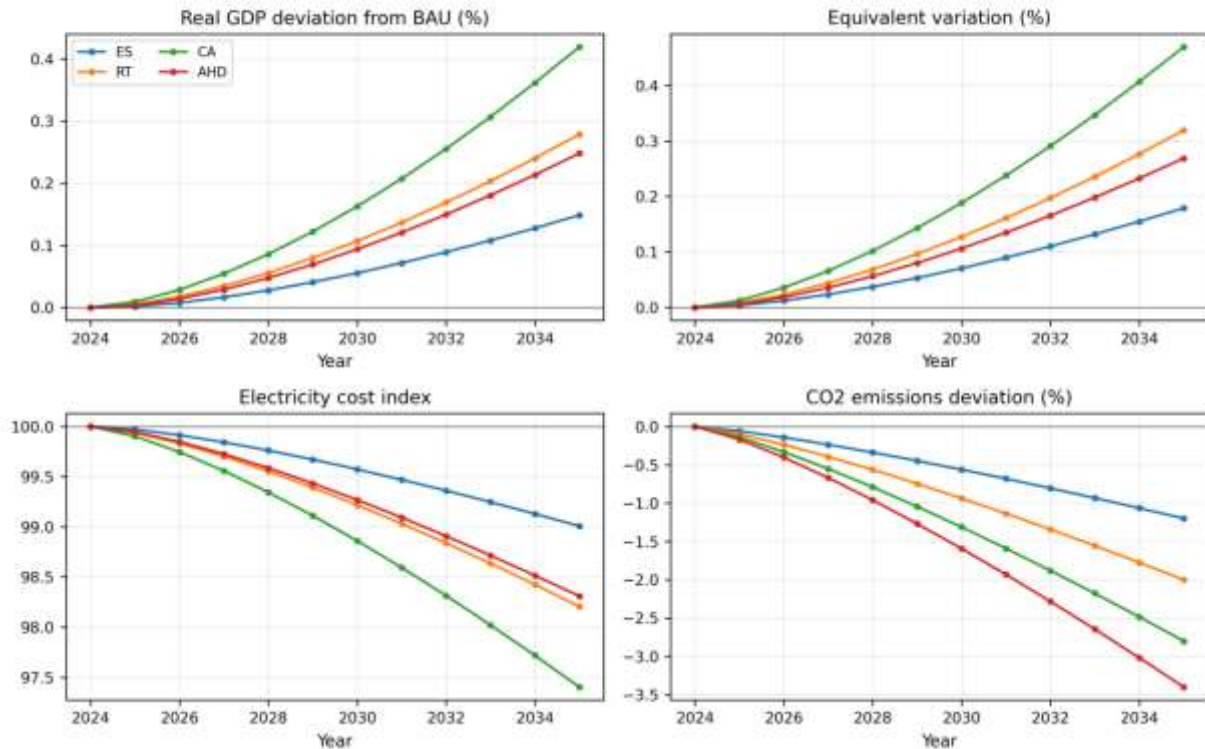 Real GDP deviation from BAU (%)
ES CA
RT AHD
0.4
0.3
0.2
0.1
0.0
2024 2026 2028 2030 2032 2034
Year
Equivalent variation (%)
0.4
0.3
0.2
0.1
0.0
2024 2026 2028 2030 2032 2034
Year
Electricity cost index
100.0
99.5
99.0
98.5
98.0
97.5
2024 2026 2028 2030 2032 2034
Year
CO2 emissions deviation (%)
0.0
−0.5
−1.0
−1.5
−2.0
−2.5
−3.0
−3.5
2024 2026 2028 2030 2032 2034
Year